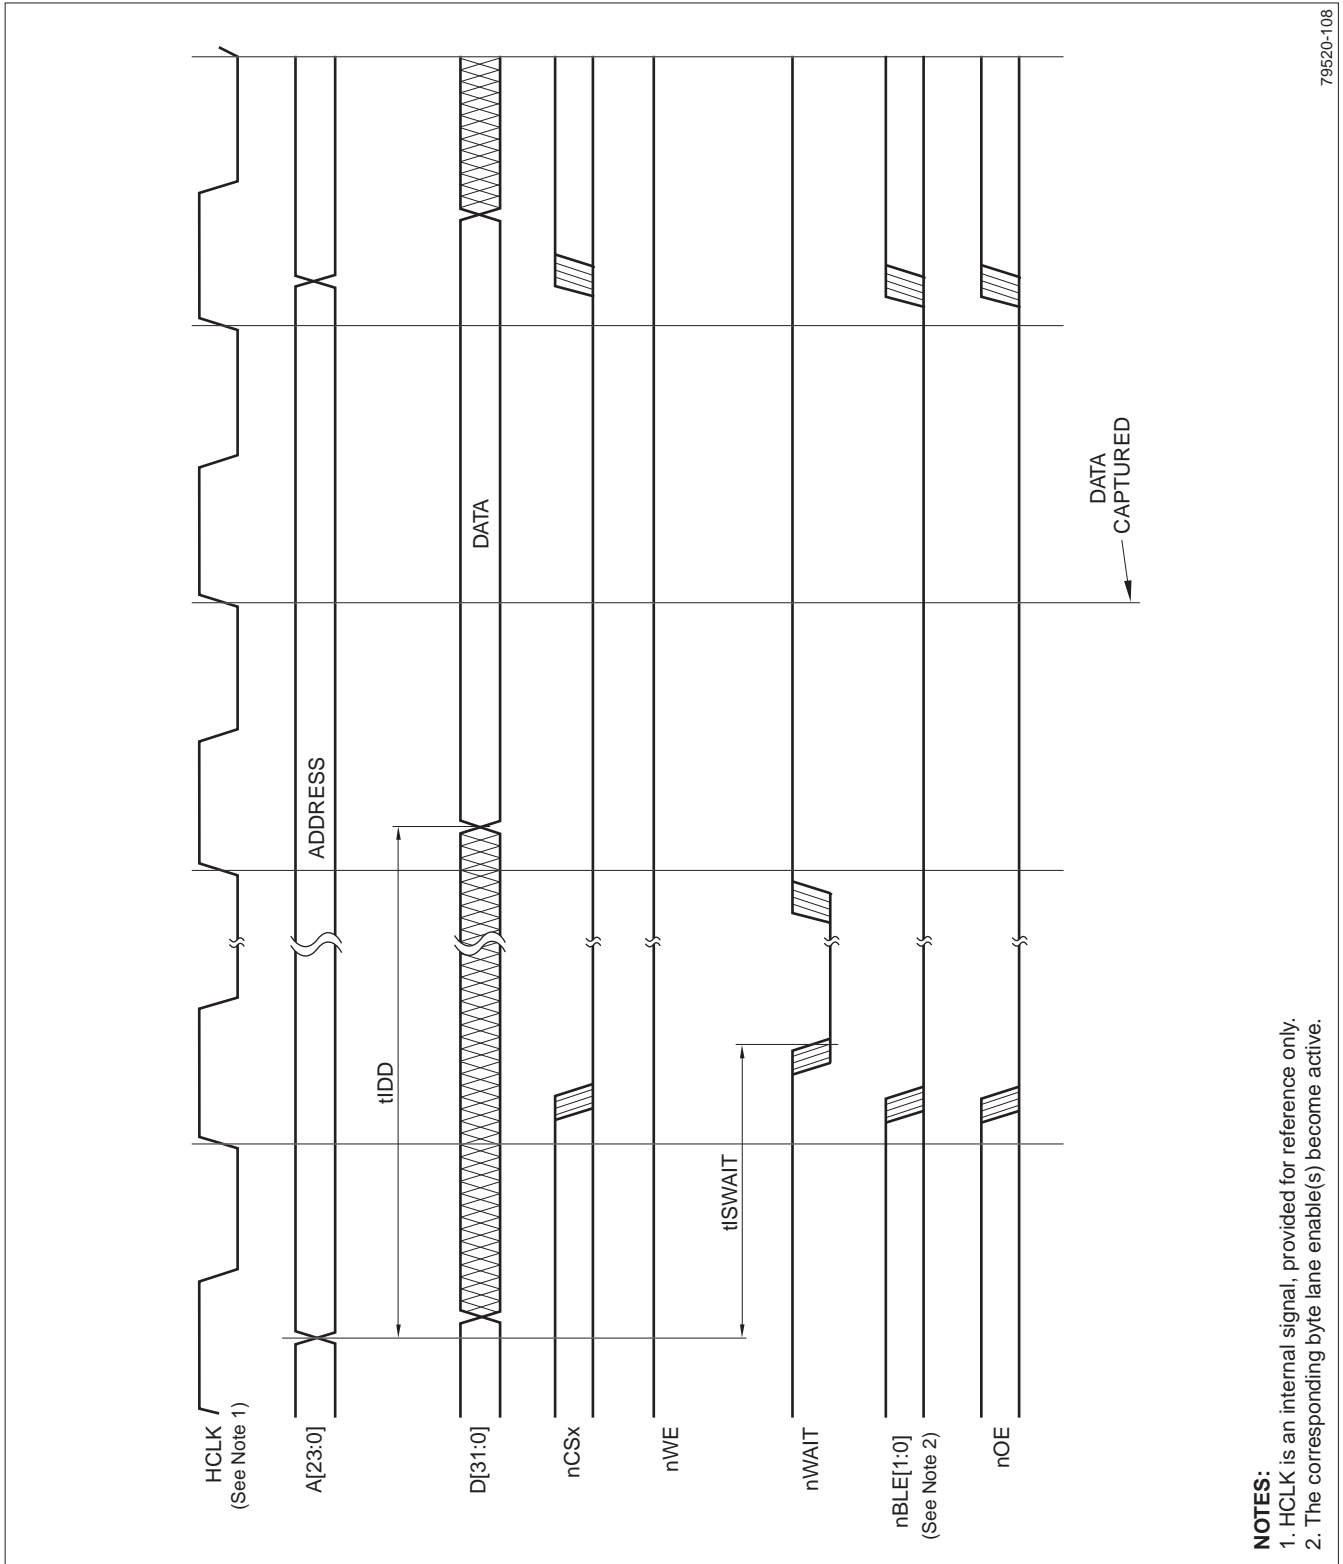 HCLK
(See Note 1)
A[23:0]
ADDRESS
tIDD
D[31:0]
DATA
nCSx
nWE
tISWAIT
nWAIT
nBLE[1:0]
(See Note 2)
nOE
DATA
CAPTURED
NOTES:
1. HCLK is an internal signal, provided for reference only.
2. The corresponding byte lane enable(s) become active.
79520-108